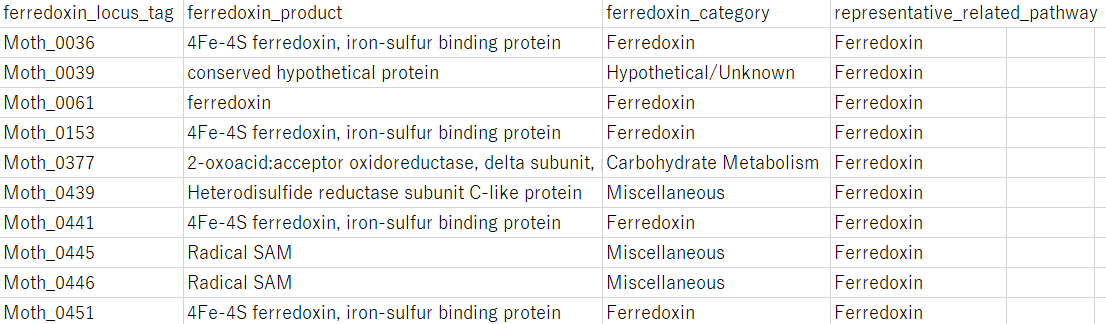 ferredoxin_locus_tag ferredoxin_product ferredoxin_category representative_related_pathway
Moth_0036 4Fe-4S ferredoxin, iron-sulfur binding protein Ferredoxin Ferredoxin
Moth_0039 conserved hypothetical protein Hypothetical/Unknown Ferredoxin
Moth_0061 ferredoxin Ferredoxin Ferredoxin
Moth_0153 4Fe-4S ferredoxin, iron-sulfur binding protein Ferredoxin Ferredoxin
Moth_0377 2-oxoacid:acceptor oxidoreductase, delta subunit, Carbohydrate Metabolism Ferredoxin
Moth_0439 Heterodisulfide reductase subunit C-like protein Miscellaneous Ferredoxin
Moth_0441 4Fe-4S ferredoxin, iron-sulfur binding protein Ferredoxin Ferredoxin
Moth_0445 Radical SAM Miscellaneous Ferredoxin
Moth_0446 Radical SAM Miscellaneous Ferredoxin
Moth_0451 4Fe-4S ferredoxin, iron-sulfur binding protein Ferredoxin Ferredoxin